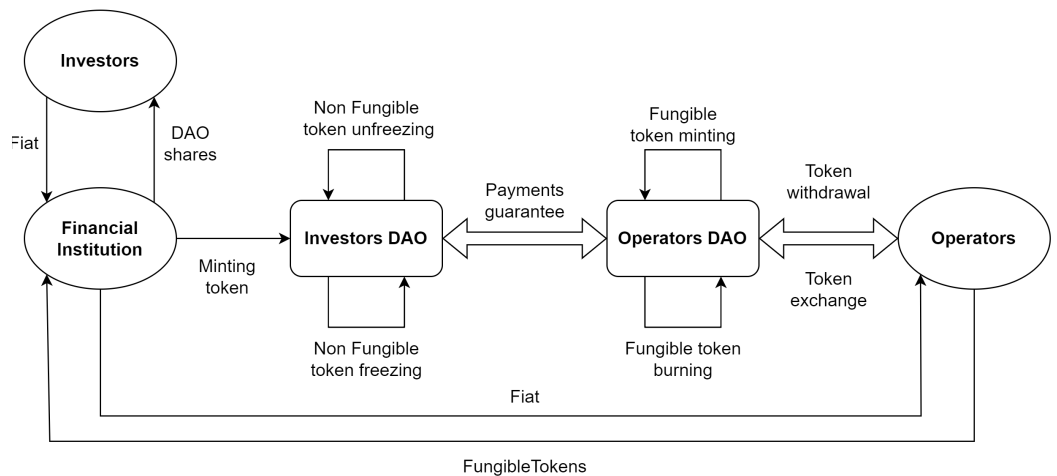 Investors
Fiat
DAO
shares
Financial
Institution
Minting
token
Non Fungible
token unfreezing
Investors DAO
Non Fungible
token freezing
Payments
guarantee
Fungible
token minting
Operators DAO
Fungible token
burning
Token
withdrawal
Token
exchange
Operators
Fiat
FungibleTokens